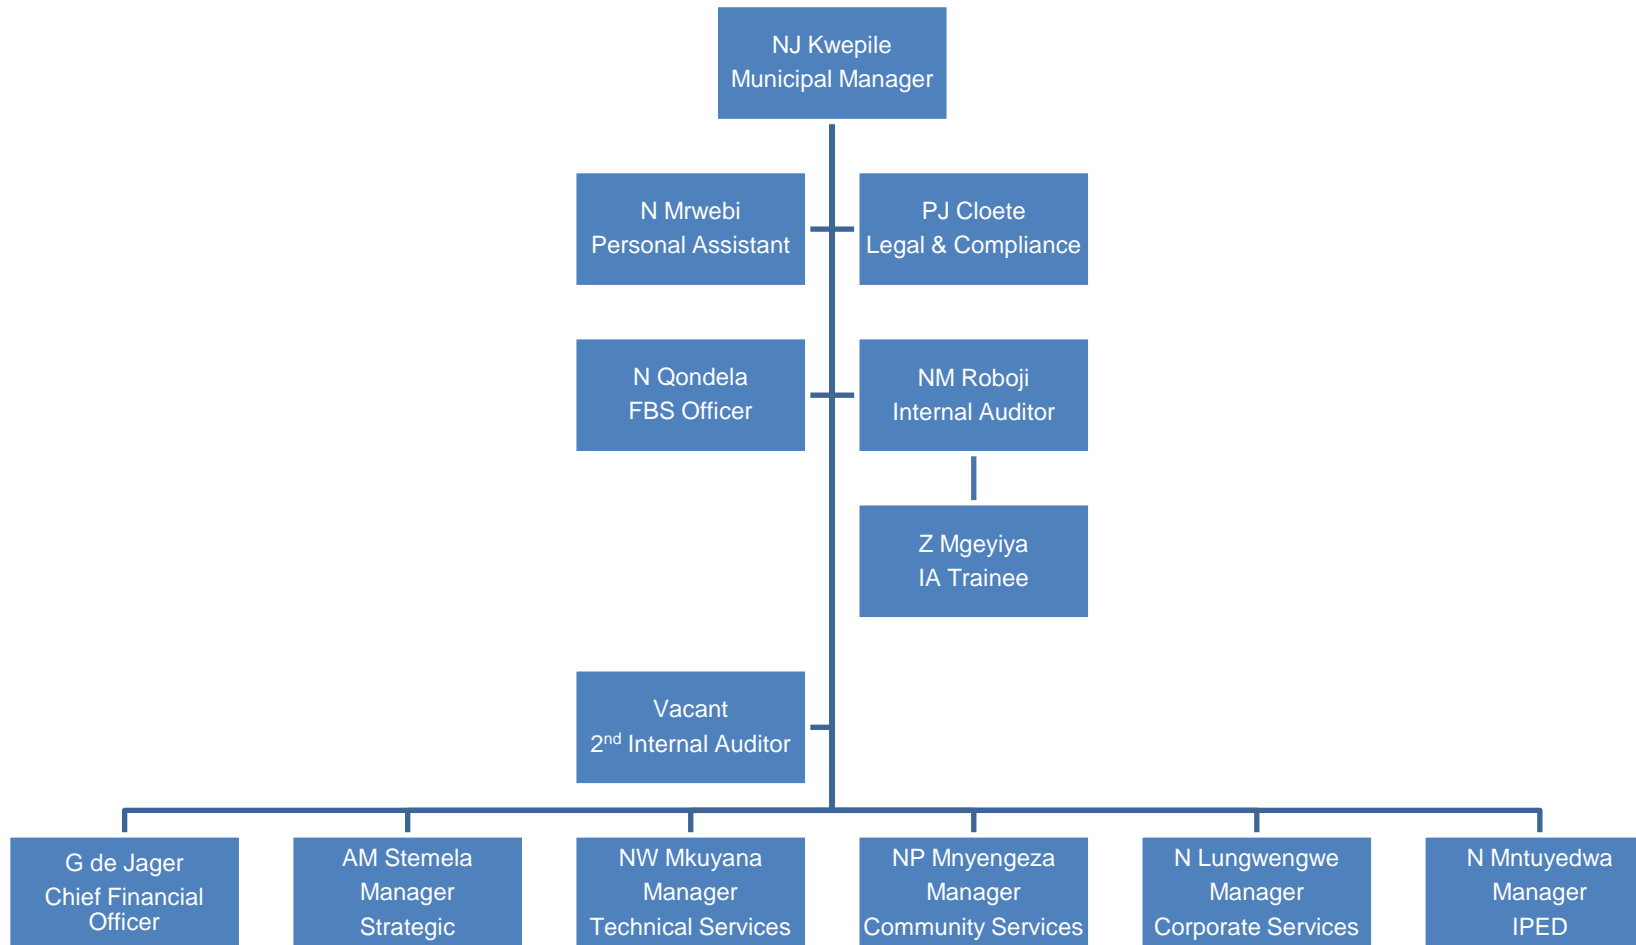 NJ Kwepile
Municipal Manager
N Mrwebi
Personal Assistant
PJ Cloete
Legal & Compliance
N Qondela
FBS Officer
NM Roboji
Internal Auditor
Z Mgeyiya
IA Trainee
Vacant
2nd Internal Auditor
G de Jager
Chief Financial
Officer
AM Stemela
Manager
Strategic
NW Mkuyana
Manager
Technical Services
NP Mnyengeza
Manager
Community Services
N Lungwengwe
Manager
Corporate Services
N Mntuyedwa
Manager
IPED